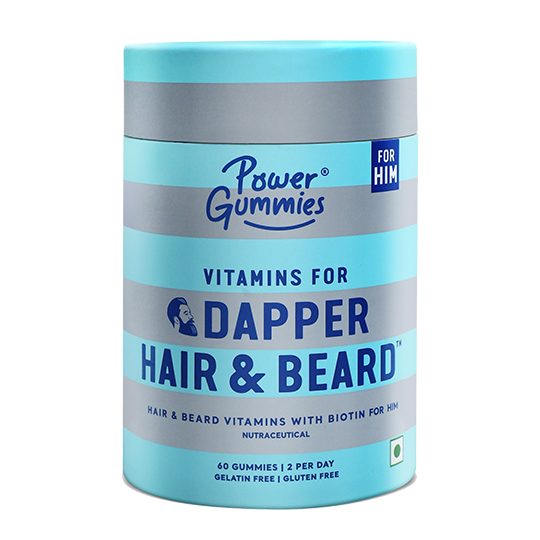 Power®
Gummies
FOR
HIM
VITAMINS FOR
DAPPER
HAIR & BEARD™
HAIR & BEARD VITAMINS WITH BIOTIN FOR HIM
NUTRACEUTICAL
60 GUMMIES | 2 PER DAY
GELATIN FREE | GLUTEN FREE